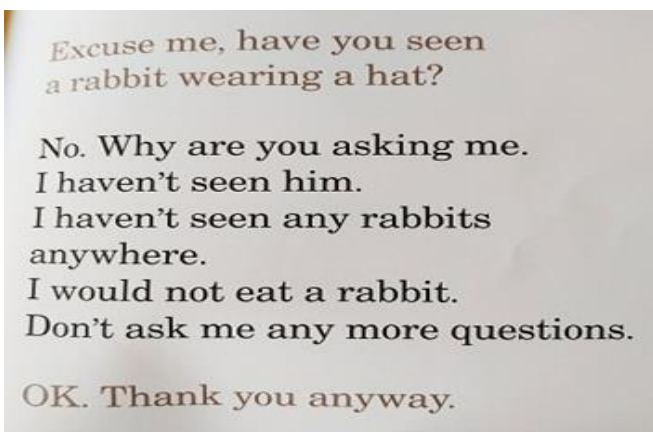 Excuse me, have you seen
a rabbit wearing a hat?
No. Why are you asking me.
I haven't seen him.
I haven't seen any rabbits
anywhere.
I would not eat a rabbit.
Don't ask me any more questions.
OK. Thank you anyway.